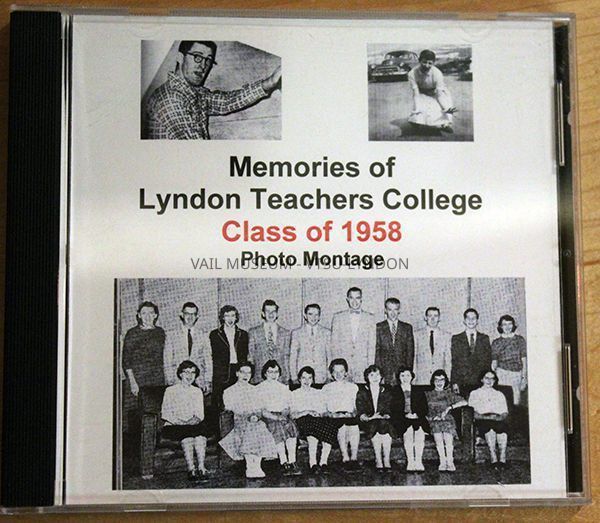 Memories of
Lyndon Teachers College
Class of 1958
Photo Montage
VAIL MUSEUM - VTSU LYNDON